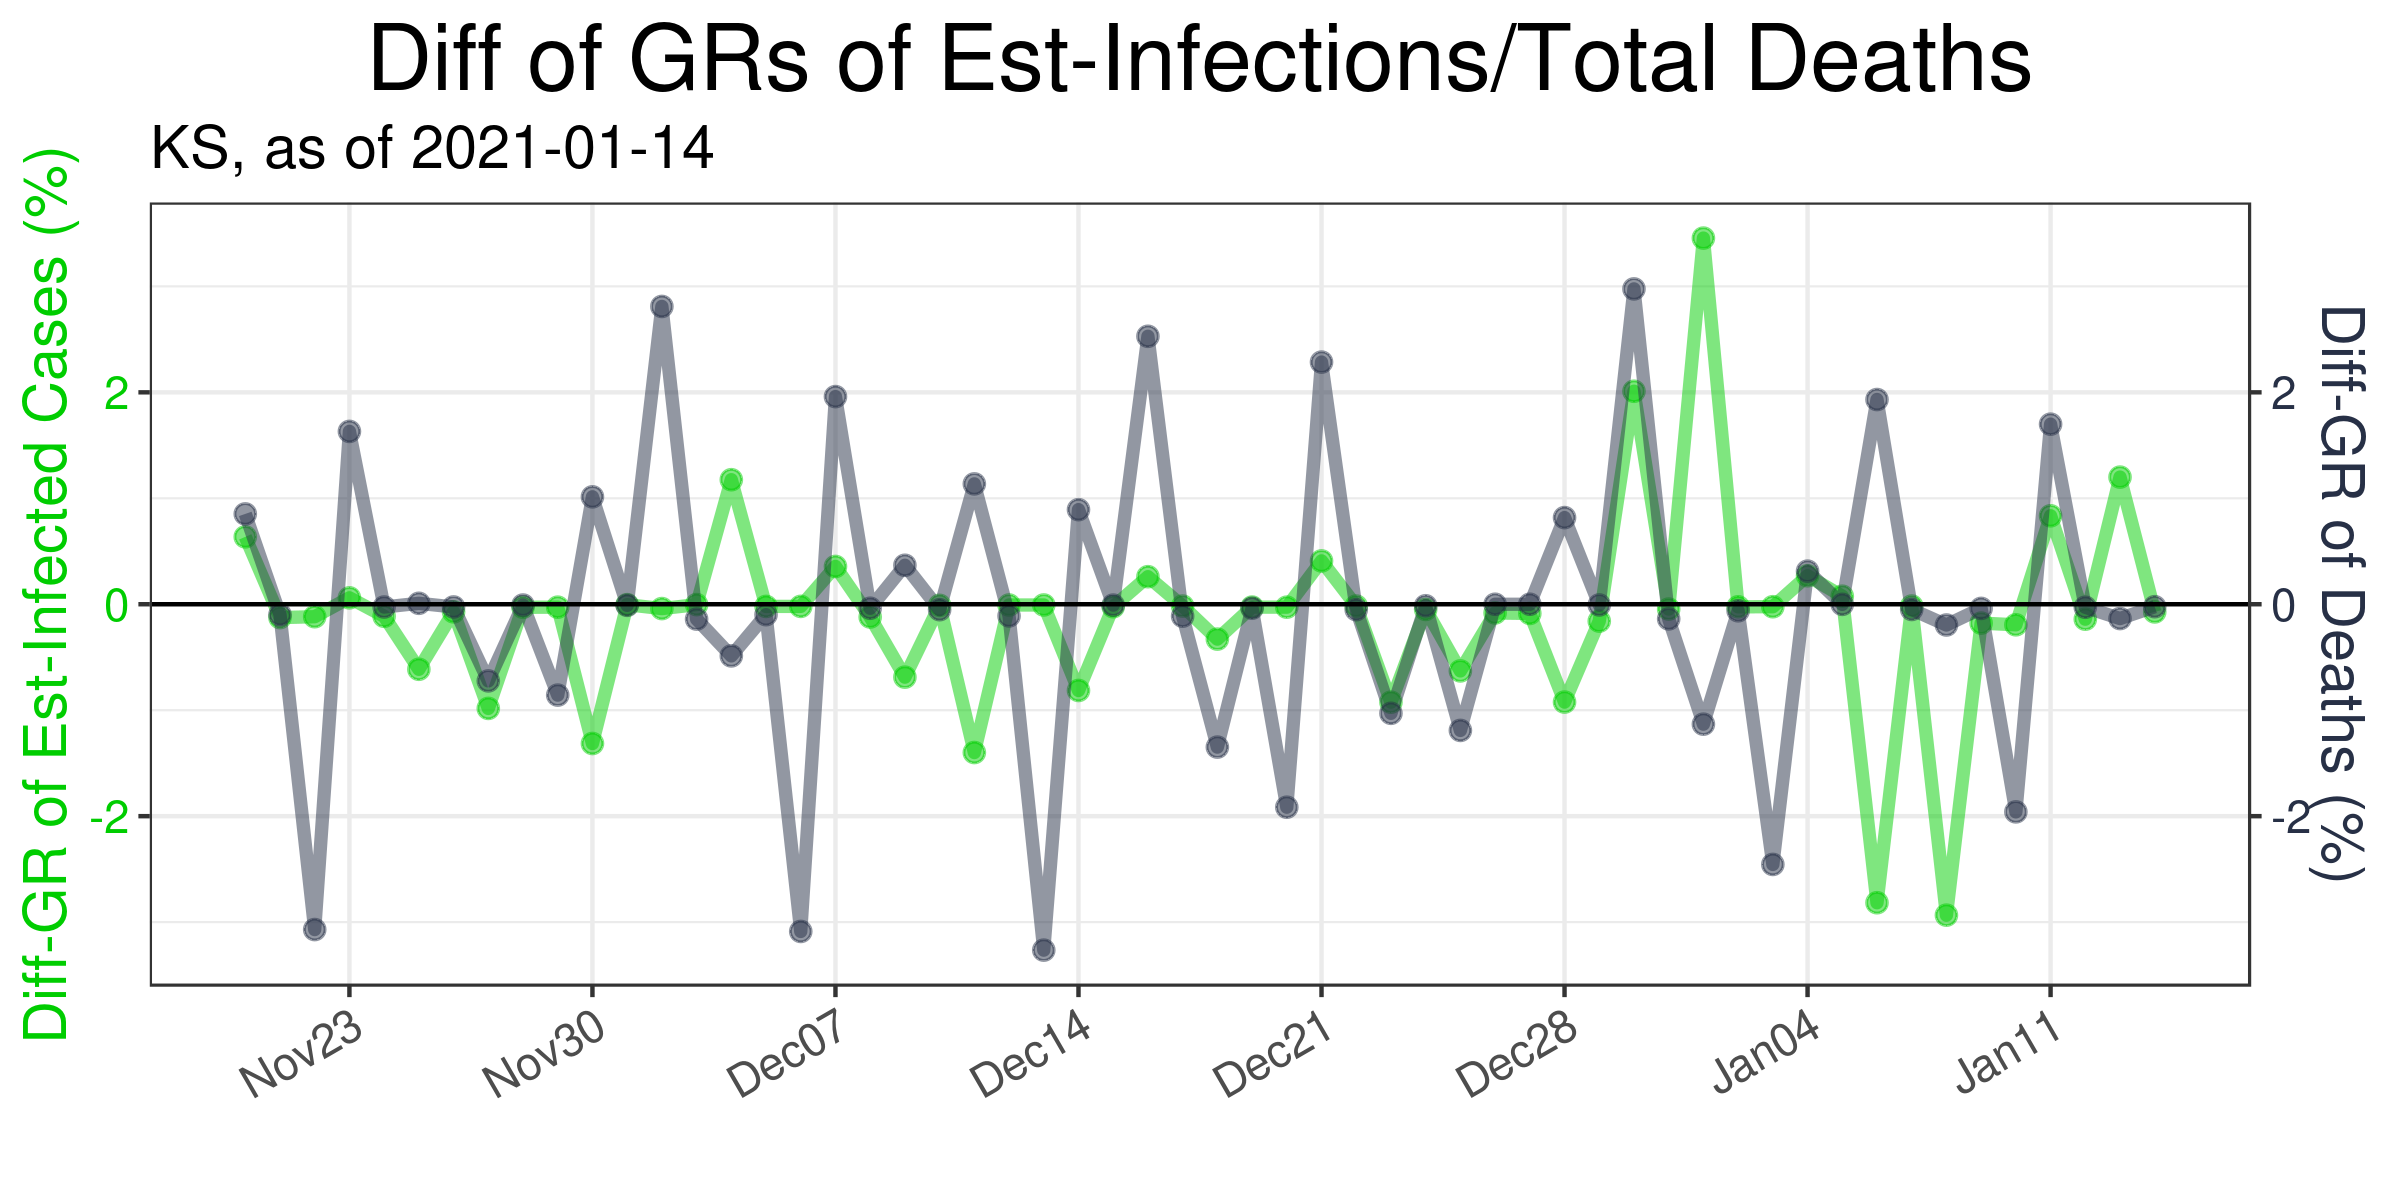 Diff of GRs of Est-Infections/Total Deaths
KS, as of 2021-01-14
Diff-GR of Est-Infected Cases (%)
2
0
-2
2
0
-2
Diff-GR of Deaths (%)
Nov23
Nov30
Dec07
Dec14
Dec21
Dec28
Jan04
Jan11